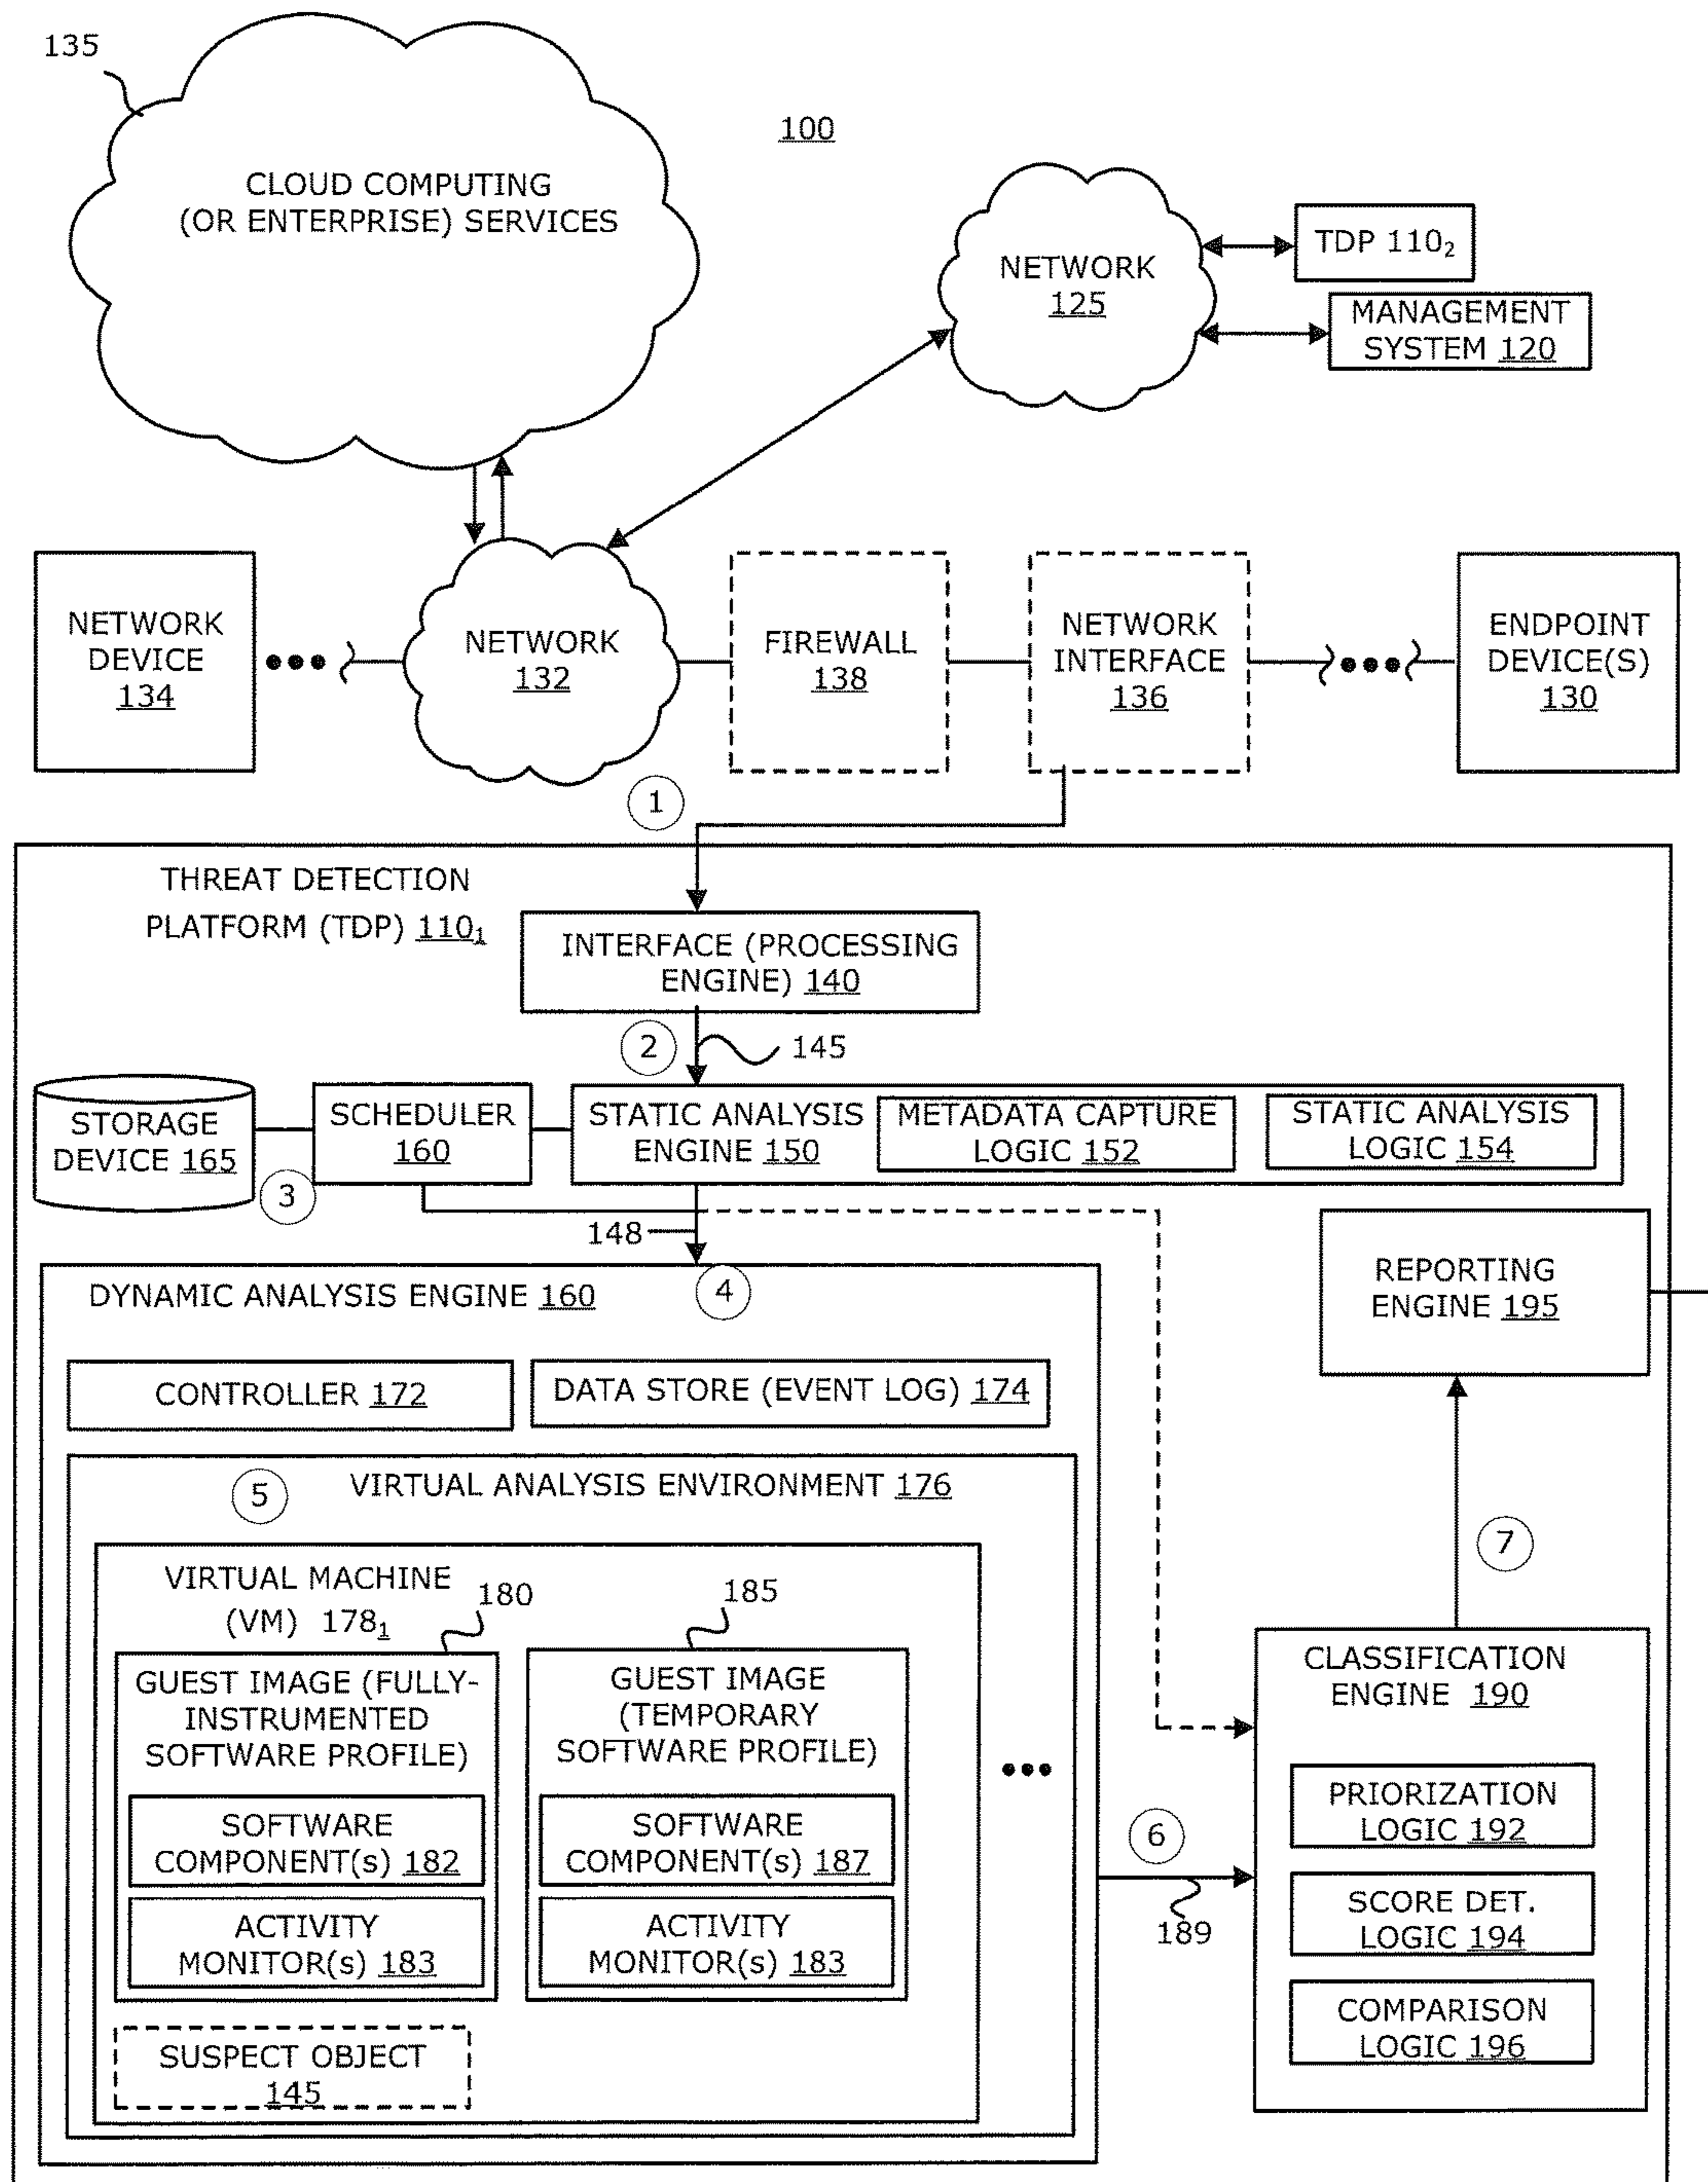 135
100
CLOUD COMPUTING
(OR ENTERPRISE) SERVICES
NETWORK
125
TDP 110₂
MANAGEMENT
SYSTEM 120
NETWORK
DEVICE
134
NETWORK
132
FIREWALL
138
NETWORK
INTERFACE
136
ENDPOINT
DEVICE(S)
130
1
THREAT DETECTION
PLATFORM (TDP) 110₁
INTERFACE (PROCESSING
ENGINE) 140
2
145
STORAGE
DEVICE 165
SCHEDULER
160
STATIC ANALYSIS
ENGINE 150
METADATA CAPTURE
LOGIC 152
STATIC ANALYSIS
LOGIC 154
3
148
4
DYNAMIC ANALYSIS ENGINE 160
REPORTING
ENGINE 195
CONTROLLER 172
DATA STORE (EVENT LOG) 174
5
VIRTUAL ANALYSIS ENVIRONMENT 176
7
VIRTUAL MACHINE
(VM) 178₁
180
185
GUEST IMAGE (FULLY-
INSTRUMENTED
SOFTWARE PROFILE)
SOFTWARE
COMPONENT(s) 182
ACTIVITY
MONITOR(s) 183
GUEST IMAGE
(TEMPORARY
SOFTWARE PROFILE)
SOFTWARE
COMPONENT(s) 187
ACTIVITY
MONITOR(s) 183
SUSPECT OBJECT
145
6
189
CLASSIFICATION
ENGINE 190
PRIORIZATION
LOGIC 192
SCORE DET.
LOGIC 194
COMPARISON
LOGIC 196